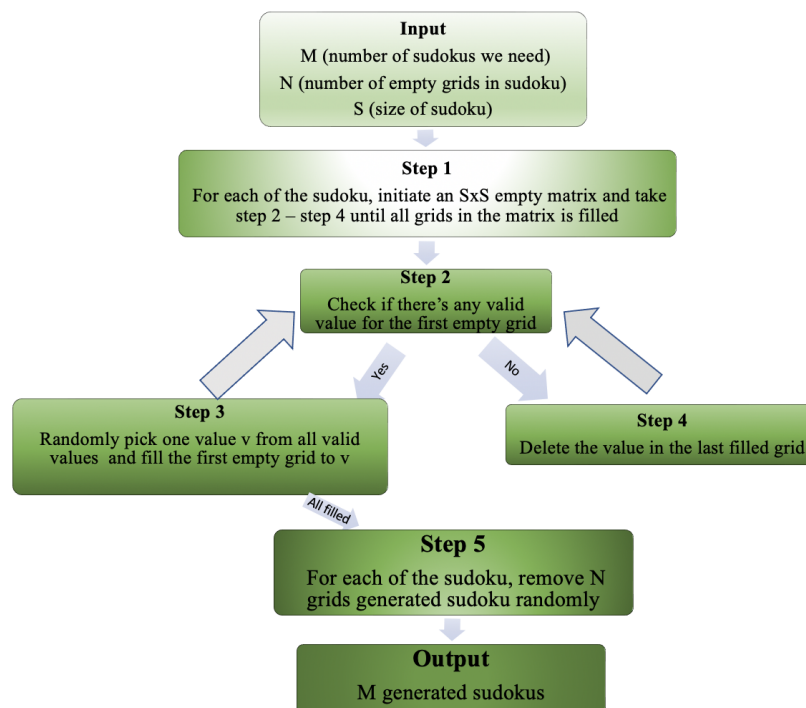 Input
M (number of sudokus we need)
N (number of empty grids in sudoku)
S (size of sudoku)
Step 1
For each of the sudoku, initiate an SxS empty matrix and take
step 2 – step 4 until all grids in the matrix is filled
Step 2
Check if there's any valid
value for the first empty grid
Yes
No
Step 3
Randomly pick one value v from all valid
values and fill the first empty grid to v
Step 4
Delete the value in the last filled grid
All filled
Step 5
For each of the sudoku, remove N
grids generated sudoku randomly
Output
M generated sudokus